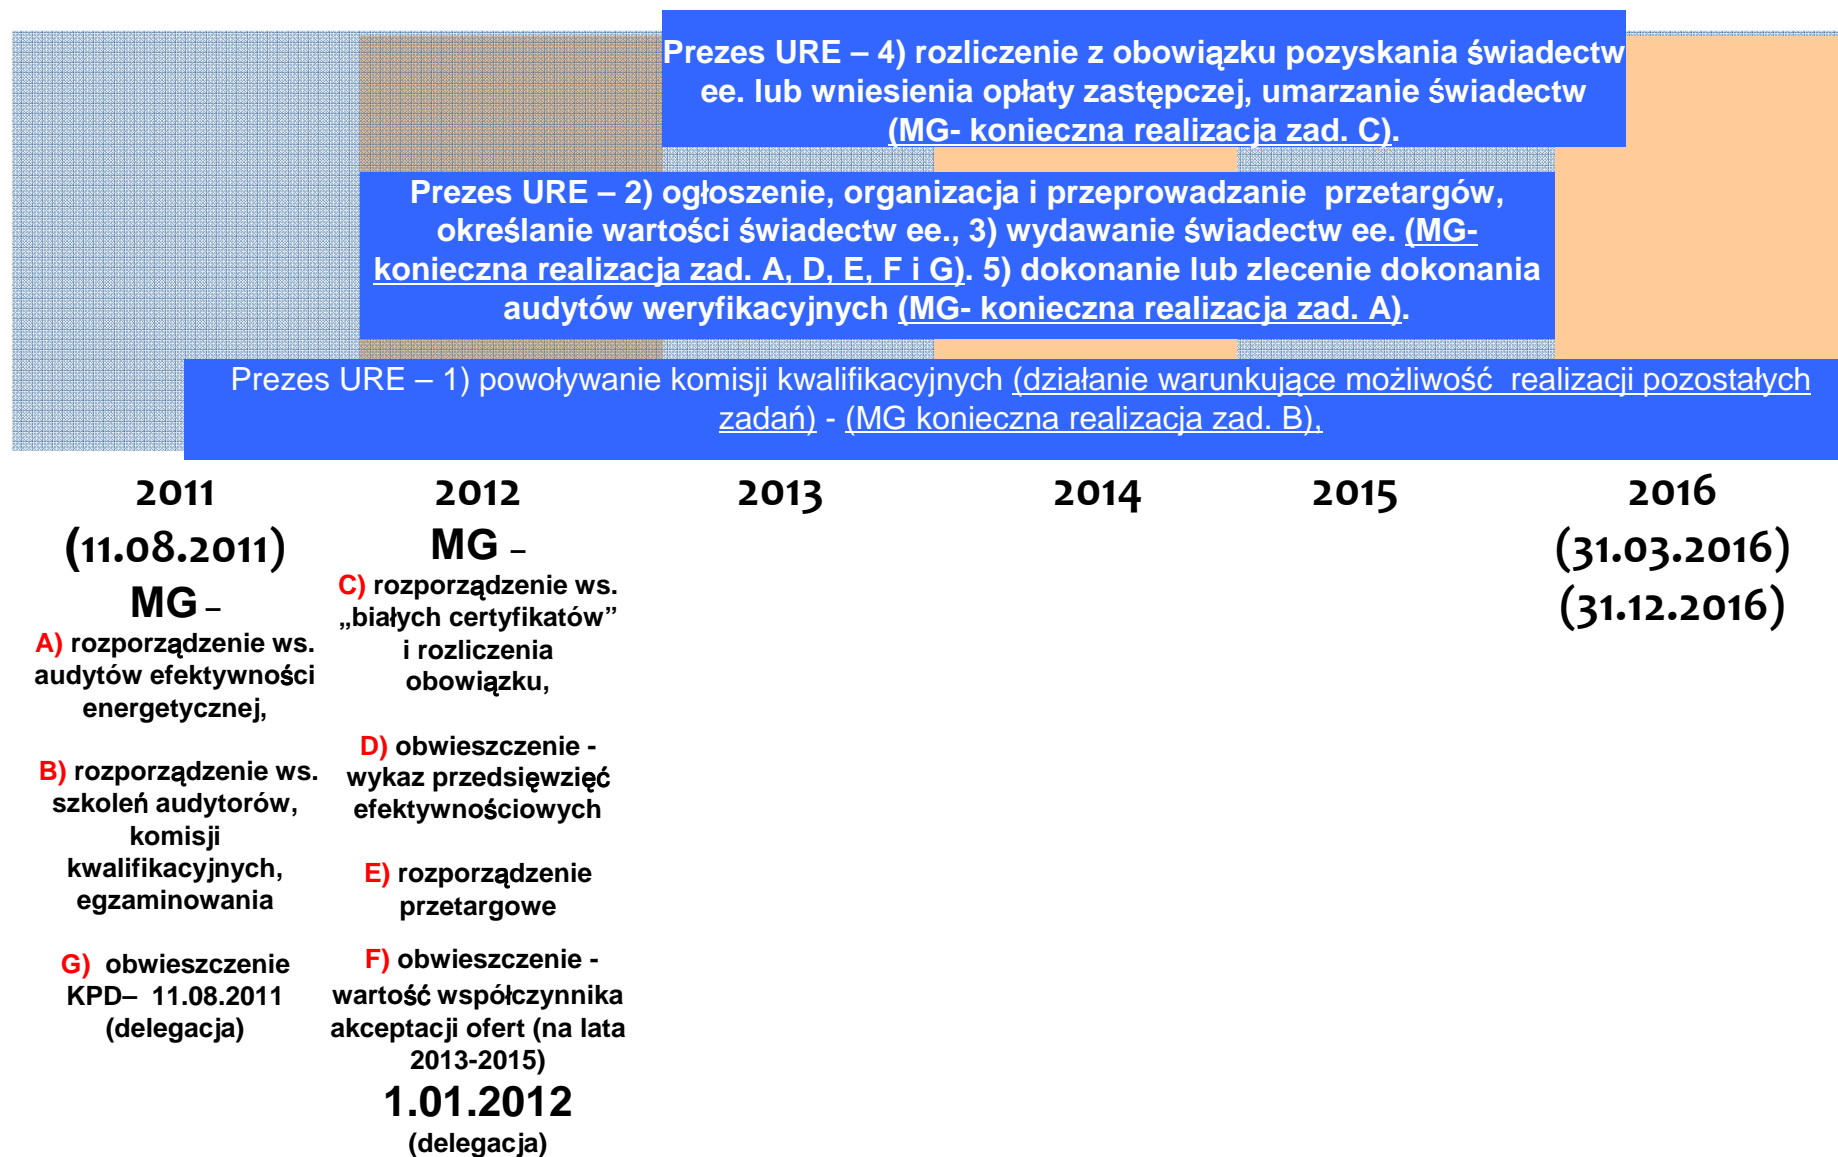 Prezes URE – 4) rozliczenie z obowiązku pozyskania świadectw
ee. lub wniesienia opłaty zastępczej, umarzanie świadectw
(MG- konieczna realizacja zad. C).
Prezes URE – 2) ogłoszenie, organizacja i przeprowadzanie przetargów,
określanie wartości świadectw ee., 3) wydawanie świadectw ee. (MG-
konieczna realizacja zad. A, D, E, F i G). 5) dokonanie lub zlecenie dokonania
audytów weryfikacyjnych (MG- konieczna realizacja zad. A).
Prezes URE – 1) powoływanie komisji kwalifikacyjnych (działanie warunkujące możliwość realizacji pozostałych
zadań) - (MG konieczna realizacja zad. B),
2011
(11.08.2011)
MG –
A) rozporządzenie ws.
audytów efektywności
energetycznej,
B) rozporządzenie ws.
szkoleń audytorów,
komisji
kwalifikacyjnych,
egzaminowania
G) obwieszczenie
KPD– 11.08.2011
(delegacja)
2012
MG –
C) rozporządzenie ws.
„białych certyfikatów”
i rozliczenia
obowiązku,
D) obwieszczenie -
wykaz przedsięwzięć
efektywnościowych
E) rozporządzenie
przetargowe
F) obwieszczenie -
wartość współczynnika
akceptacji ofert (na lata
2013-2015)
1.01.2012
(delegacja)
2013
2014
2015
2016
(31.03.2016)
(31.12.2016)